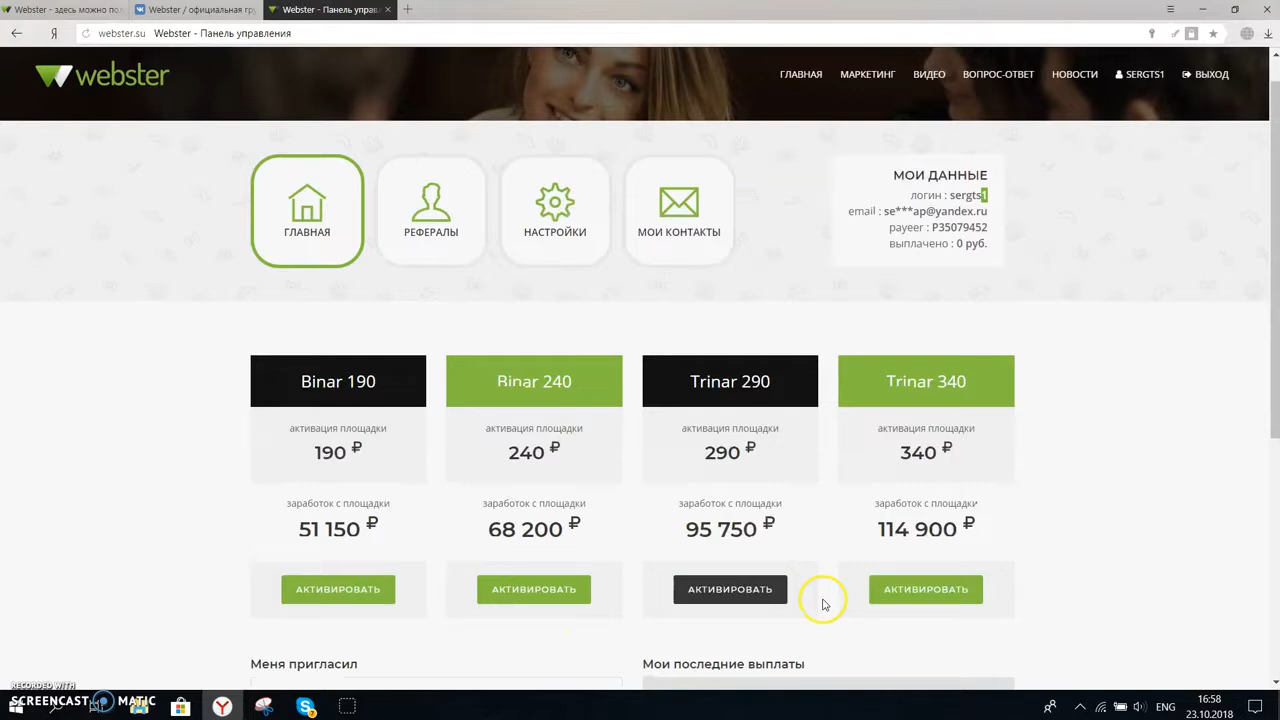 Webster - здесь можно пол
Webster / официальная гр
Webster - Панель управл
webster.su Webster - Панель управления
webster
ГЛАВНАЯ МАРКЕТИНГ ВИДЕО ВОПРОС-ОТВЕТ НОВОСТИ SERGTS1 ВЫХОД
ГЛАВНАЯ
РЕФЕРАЛЫ
НАСТРОЙКИ
МОИ КОНТАКТЫ
МОИ ДАННЫЕ
логин : sergts1
email : se***ap@yandex.ru
payeer : P35079452
выплачено : 0 руб.
Binar 190
активация площадки
190 ₽
заработок с площадки
51 150 ₽
АКТИВИРОВАТЬ
Binar 240
активация площадки
240 ₽
заработок с площадки
68 200 ₽
АКТИВИРОВАТЬ
Trinar 290
активация площадки
290 ₽
заработок с площадки
95 750 ₽
АКТИВИРОВАТЬ
Trinar 340
активация площадки
340 ₽
заработок с площадки
114 900 ₽
АКТИВИРОВАТЬ
Меня пригласил
Мои последние выплаты
RECORDED WITH
SCREENCAST MATIC
ENG
16:58
23.10.2018